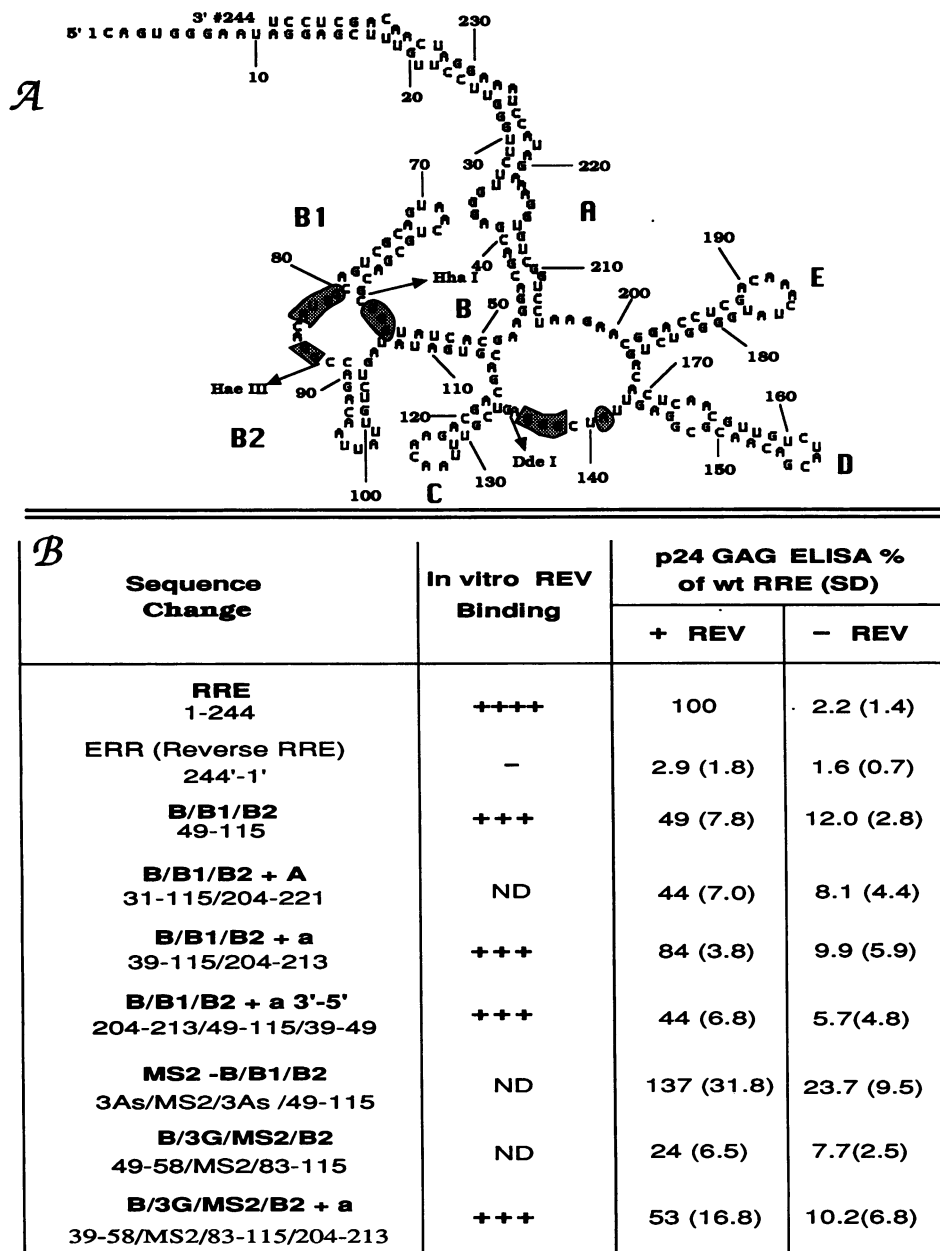 3' #244 U C C U C G A C
5' 1 C A G U G G G A A U A G G A G C U U
230
10
20
A
30
220
70
B1
A
190
80
Hha I
40
210
E
B
50
200
180
Hae III
90
110
170
B2
120
160
100
130
Dde I
140
150
D
C
B
Sequence Change
In vitro REV Binding
p24 GAG ELISA %
of wt RRE (SD)
+ REV
− REV
RRE
1-244
++++
100
2.2 (1.4)
ERR (Reverse RRE)
244'-1'
−
2.9 (1.8)
1.6 (0.7)
B/B1/B2
49-115
+++
49 (7.8)
12.0 (2.8)
B/B1/B2 + A
31-115/204-221
ND
44 (7.0)
8.1 (4.4)
B/B1/B2 + a
39-115/204-213
+++
84 (3.8)
9.9 (5.9)
B/B1/B2 + a 3'-5'
204-213/49-115/39-49
+++
44 (6.8)
5.7(4.8)
MS2 -B/B1/B2
3As/MS2/3As /49-115
ND
137 (31.8)
23.7 (9.5)
B/3G/MS2/B2
49-58/MS2/83-115
ND
24 (6.5)
7.7(2.5)
B/3G/MS2/B2 + a
39-58/MS2/83-115/204-213
+++
53 (16.8)
10.2(6.8)